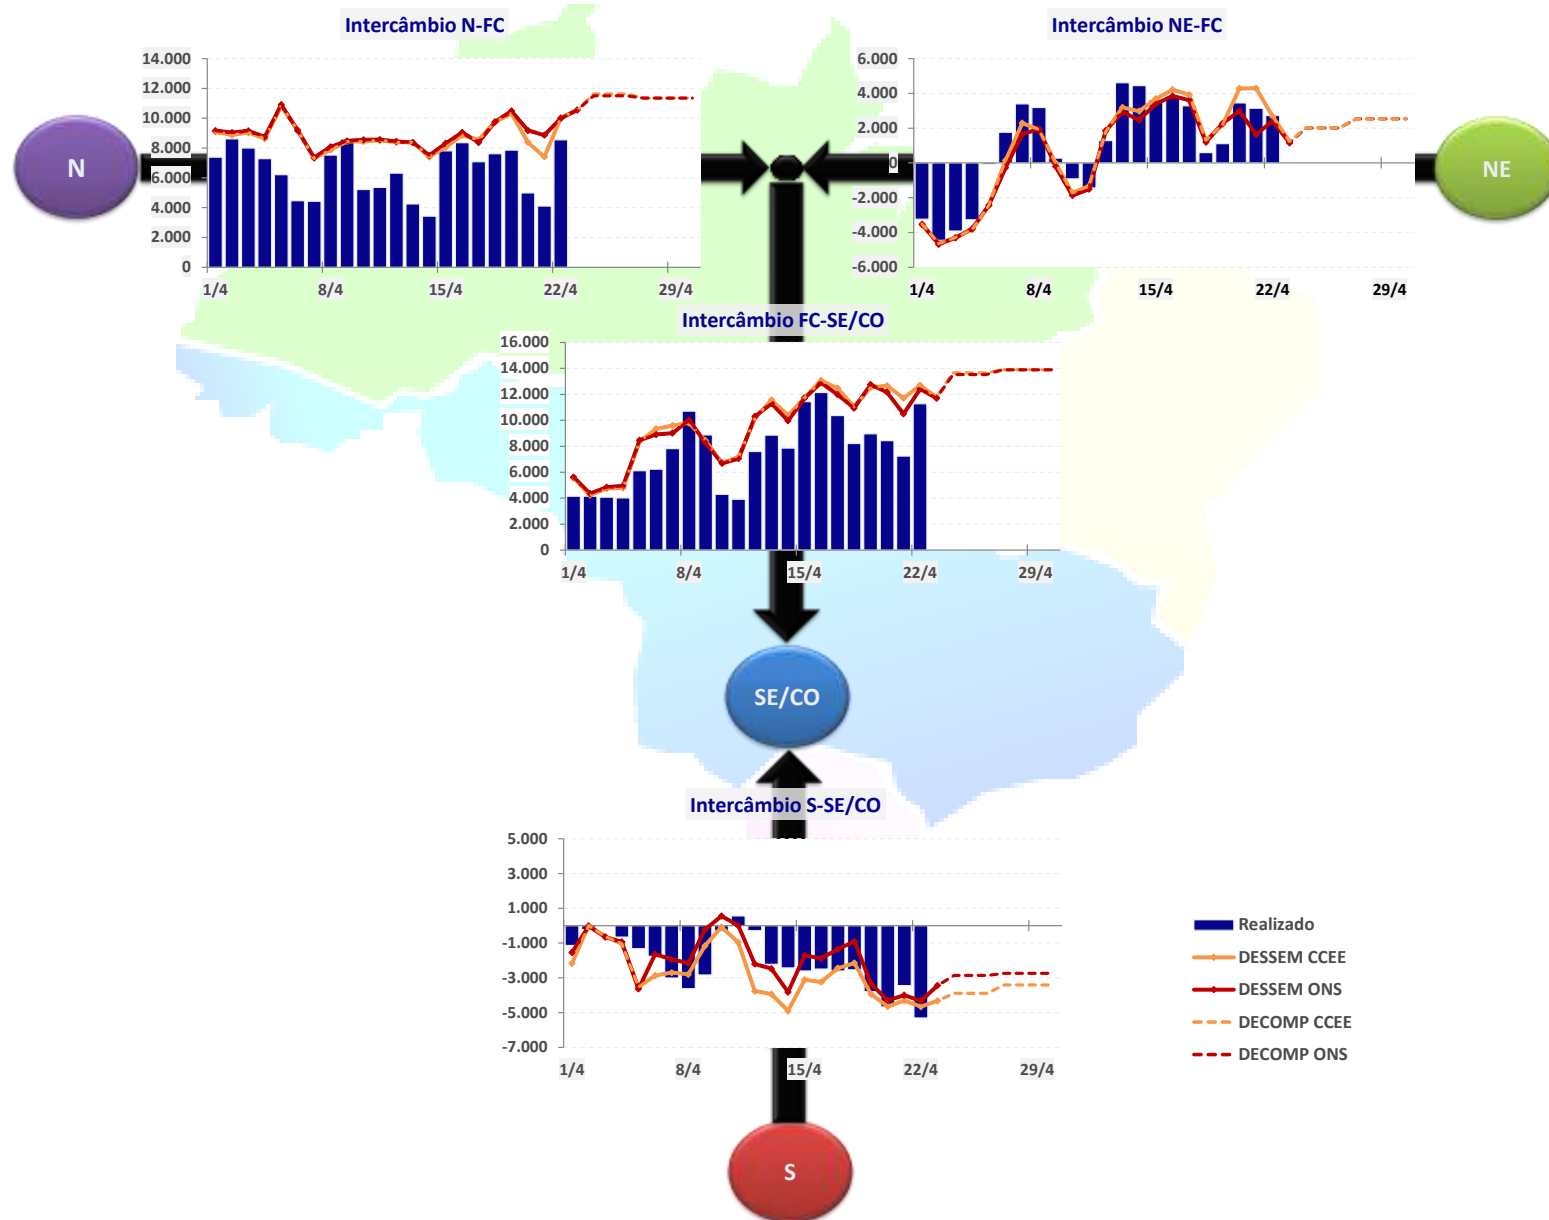 Intercâmbio N-FC
14.000
12.000
10.000
8.000
6.000
4.000
2.000
0
1/4 8/4 15/4 22/4 29/4
Intercâmbio NE-FC
6.000
4.000
2.000
0
-2.000
-4.000
-6.000
1/4 8/4 15/4 22/4 29/4
N
NE
Intercâmbio FC-SE/CO
16.000
14.000
12.000
10.000
8.000
6.000
4.000
2.000
0
1/4 8/4 15/4 22/4 29/4
SE/CO
Intercâmbio S-SE/CO
5.000
3.000
1.000
-1.000
-3.000
-5.000
-7.000
1/4 8/4 15/4 22/4 29/4
Realizado
DESSEM CCEE
DESSEM ONS
DECOMP CCEE
DECOMP ONS
S